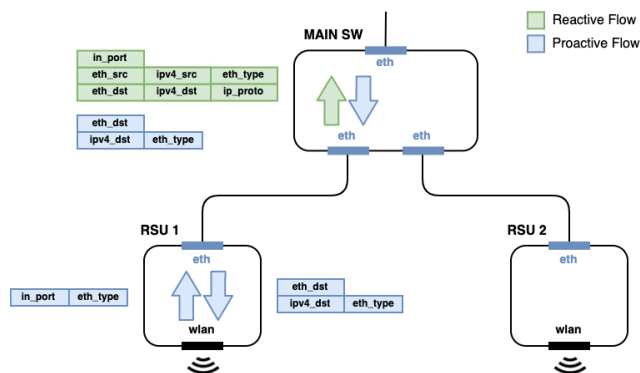 MAIN SW
Reactive Flow
Proactive Flow
in_port
eth_src ipv4_src eth_type
eth_dst ipv4_dst ip_proto
eth
eth_dst
ipv4_dst eth_type
eth eth
RSU 1
RSU 2
eth
eth
in_port eth_type
eth_dst
ipv4_dst eth_type
wlan
wlan